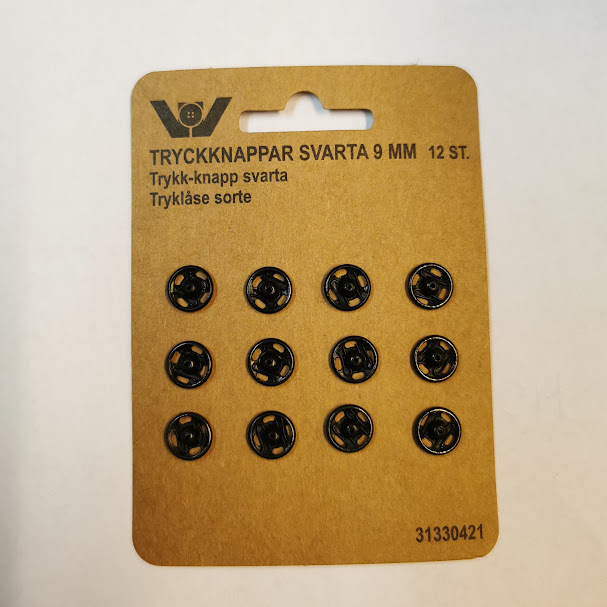 TRYCKKNAPPAR SVARTA 9 MM 12 ST.
Trykk-knapp svarta
Tryklåse sorte
31330421